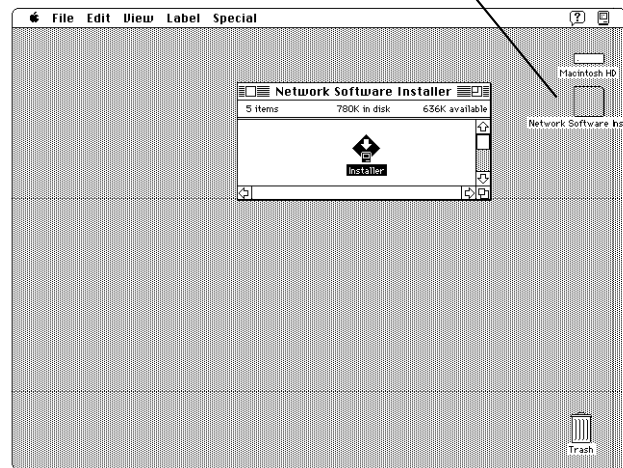 File Edit View Label Special
Macintosh HD
Network Software Installer
5 items 780K in disk 636K available
Network Software Ins
Installer
Trash